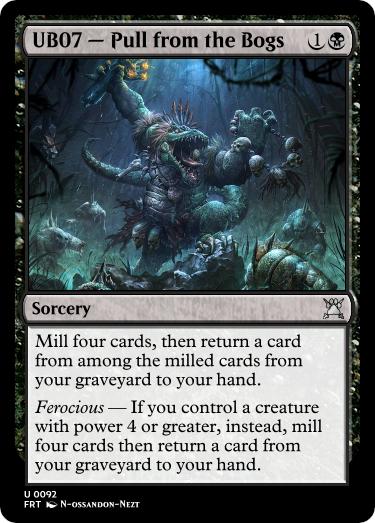 UB07 — Pull from the Bogs 1
Sorcery
Mill four cards, then return a card
from among the milled cards from
your graveyard to your hand.
Ferocious — If you control a creature
with power 4 or greater, instead, mill
four cards then return a card from
your graveyard to your hand.
U 0092
FRT N-ossandon-Nezt